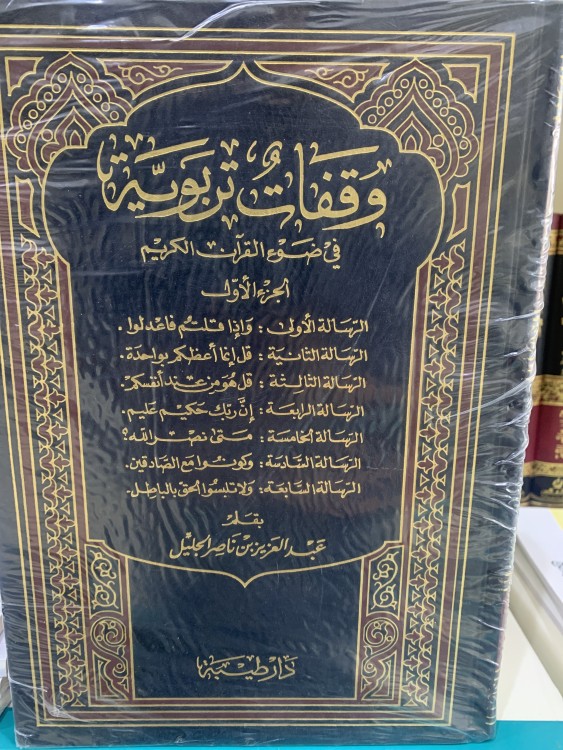 وقفات تربوية
في ضوء القرآن الكريم
الجزء الأول
الرسالة الأولى : وإذا قلتم فاعدلوا .
الرسالة الثانية : قل إنما أعظكم بواحدة .
الرسالة الثالثة : قل هو من عند أنفسكم .
الرسالة الرابعة : إن ربك حكيم عليم .
الرسالة الخامسة : متى نصر الله ؟
الرسالة السادسة : وكونوا مع الصادقين .
الرسالة السابعة : ولا تلبسوا الحق بالباطل .
بقلم
عبد العزيز بن ناصر الجليل
دار طيبة